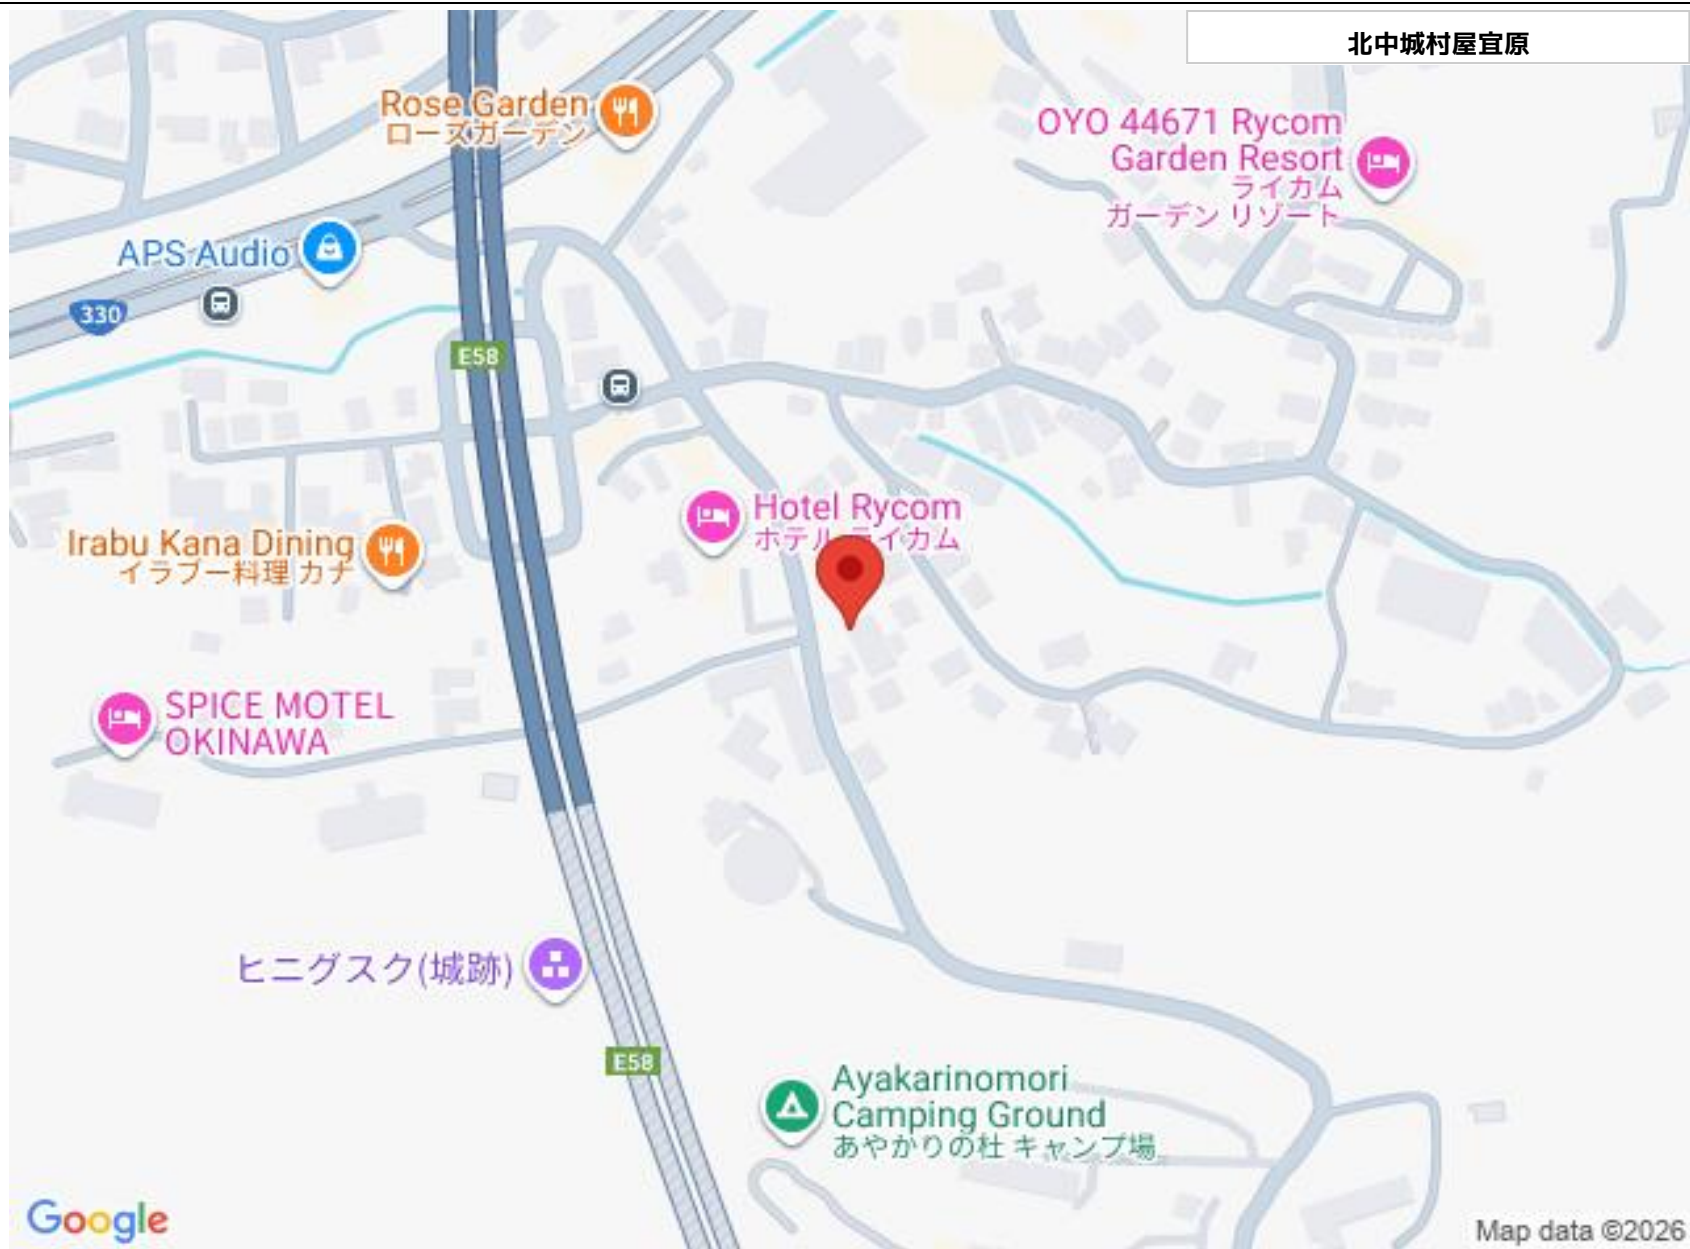 北中城村屋宜原
Rose Garden
ローズガーデン
OYO 44671 Rycom
Garden Resort
ライカム
ガーデン リゾート
APS Audio
330
E58
Hotel Rycom
ホテル ライカム
Irabu Kana Dining
イラブー料理 カナ
SPICE MOTEL
OKINAWA
ヒニグスク(城跡)
E58
Ayakarinomori
Camping Ground
あやかりの杜 キャンプ場
Google
Map data ©2026